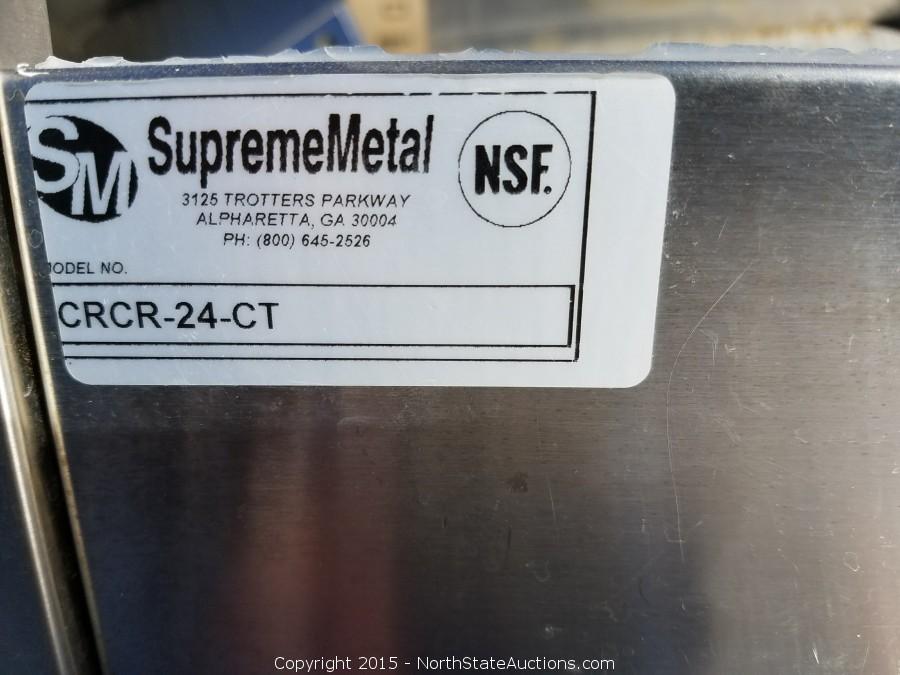 SM SupremeMetal
3125 TROTTERS PARKWAY
ALPHARETTA, GA 30004
PH: (800) 645-2526
NSF.
ODEL NO.
CRCR-24-CT
Copyright 2015 - NorthStateAuctions.com